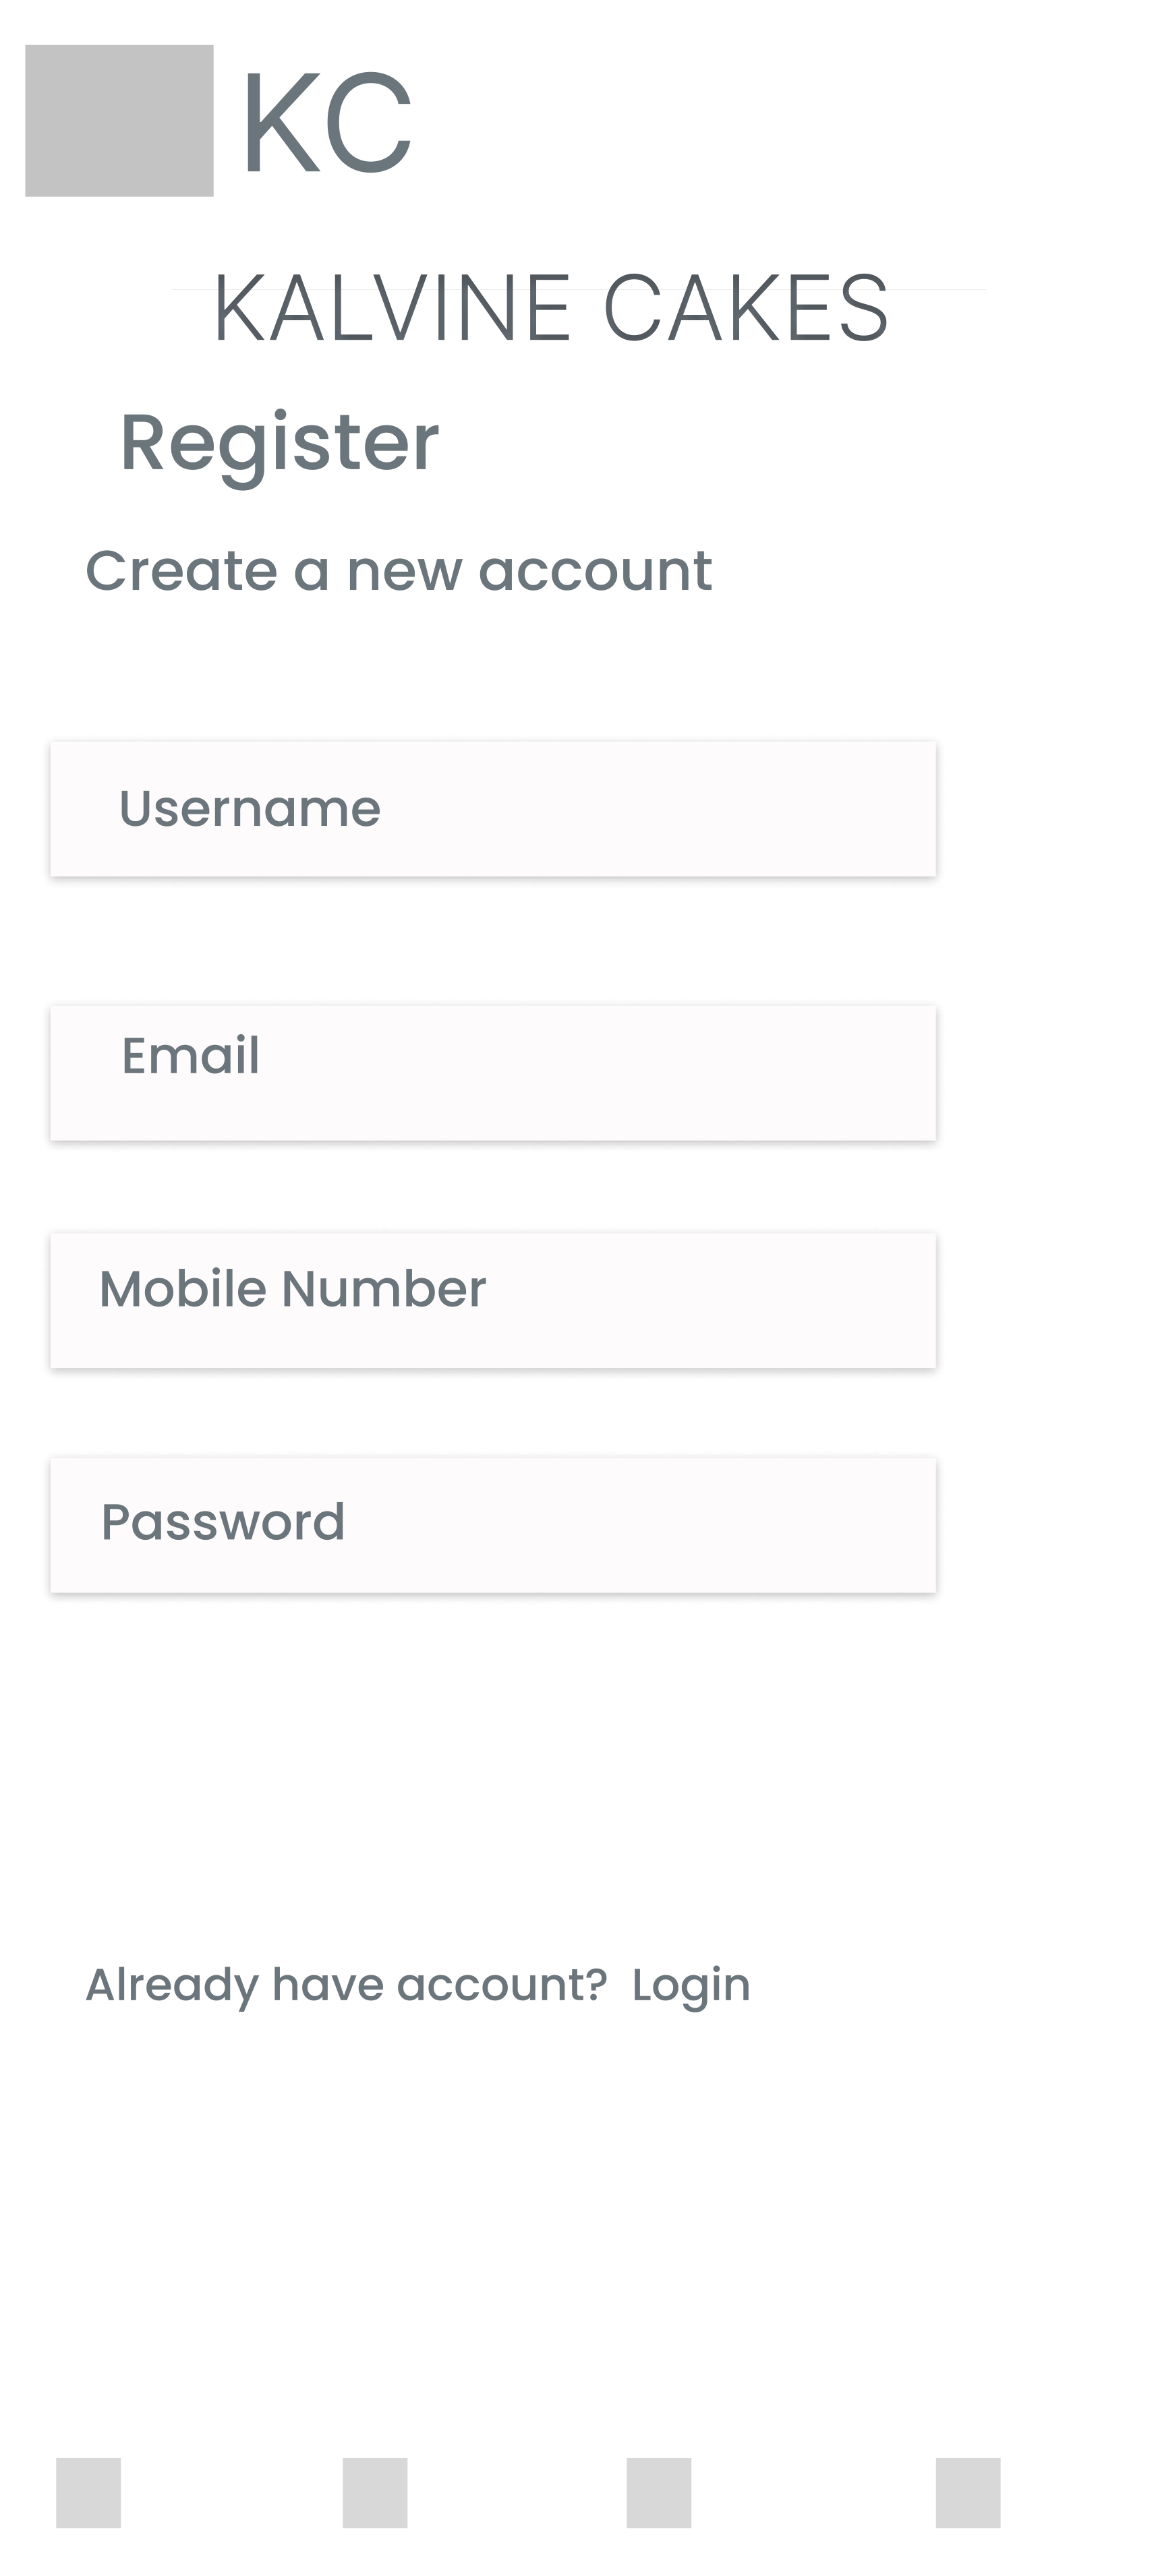 KC
KALVINE CAKES
Register
Create a new account
Username
Email
Mobile Number
Password
Already have account? Login